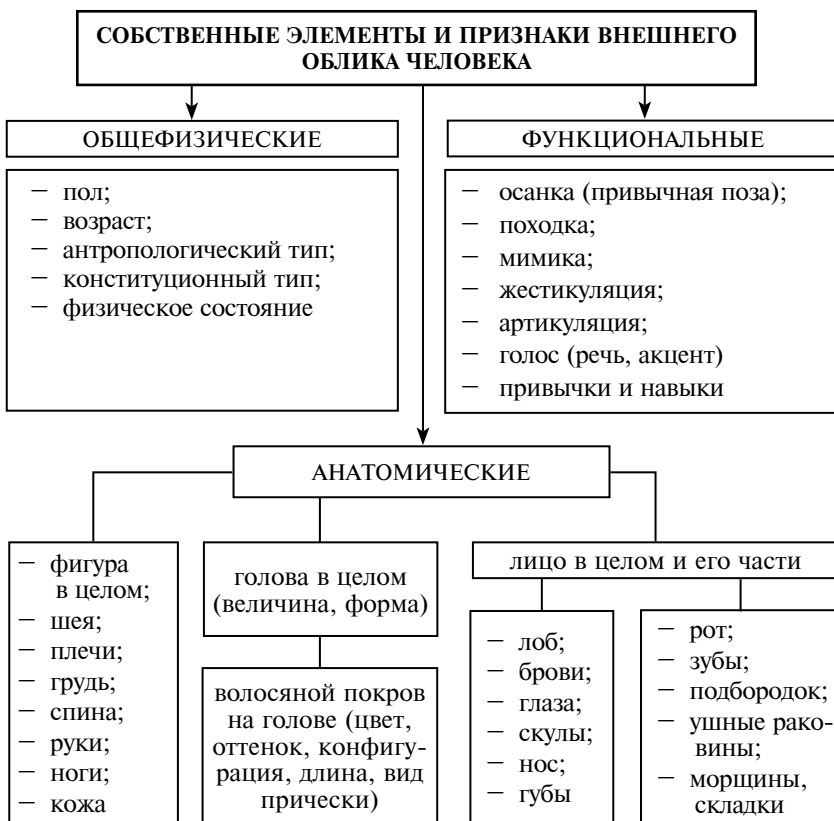 СОБСТВЕННЫЕ ЭЛЕМЕНТЫ И ПРИЗНАКИ ВНЕШНЕГО
ОБЛИКА ЧЕЛОВЕКА
ОБЩЕФИЗИЧЕСКИЕ
— пол;
— возраст;
— антропологический тип;
— конституционный тип;
— физическое состояние
ФУНКЦИОНАЛЬНЫЕ
— осанка (привычная поза);
— походка;
— мимика;
— жестикуляция;
— артикуляция;
— голос (речь, акцент)
— привычки и навыки
АНАТОМИЧЕСКИЕ
— фигура
в целом;
— шея;
— плечи;
— грудь;
— спина;
— руки;
— ноги;
— кожа
голова в целом
(величина, форма)
волосяной покров
на голове (цвет,
оттенок, конфигу-
рация, длина, вид
прически)
лицо в целом и его части
— лоб;
— брови;
— глаза;
— скулы;
— нос;
— губы
— рот;
— зубы;
— подбородок;
— ушные рако-
вины;
— морщины,
складки